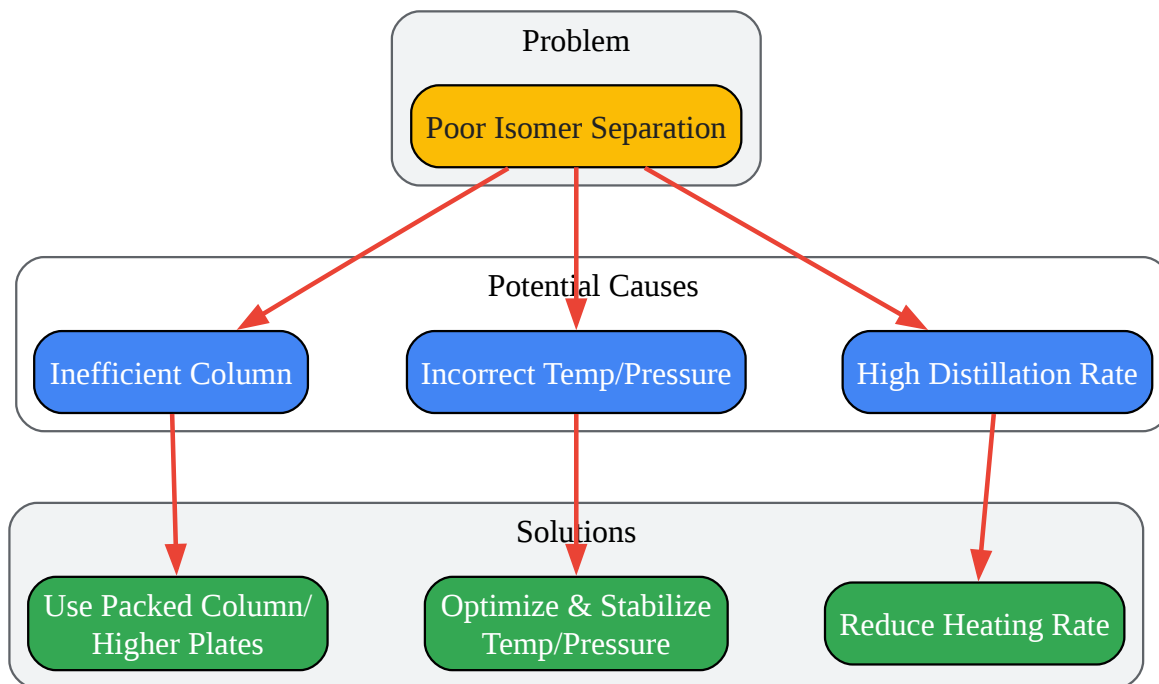 Problem
Poor Isomer Separation
Potential Causes
Inefficient Column
Incorrect Temp/Pressure
High Distillation Rate
Solutions
Use Packed Column/
Higher Plates
Optimize & Stabilize
Temp/Pressure
Reduce Heating Rate